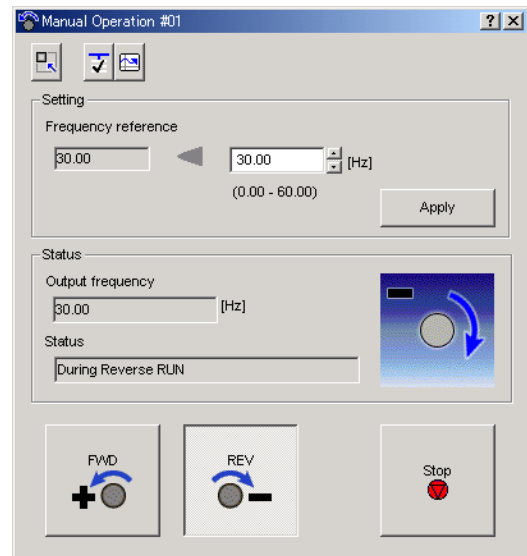 Manual Operation #01
Setting
Frequency reference
30.00
30.00 [Hz]
(0.00 - 60.00)
Apply
Status
Output frequency
30.00 [Hz]
Status
During Reverse RUN
FWD
REV
Stop